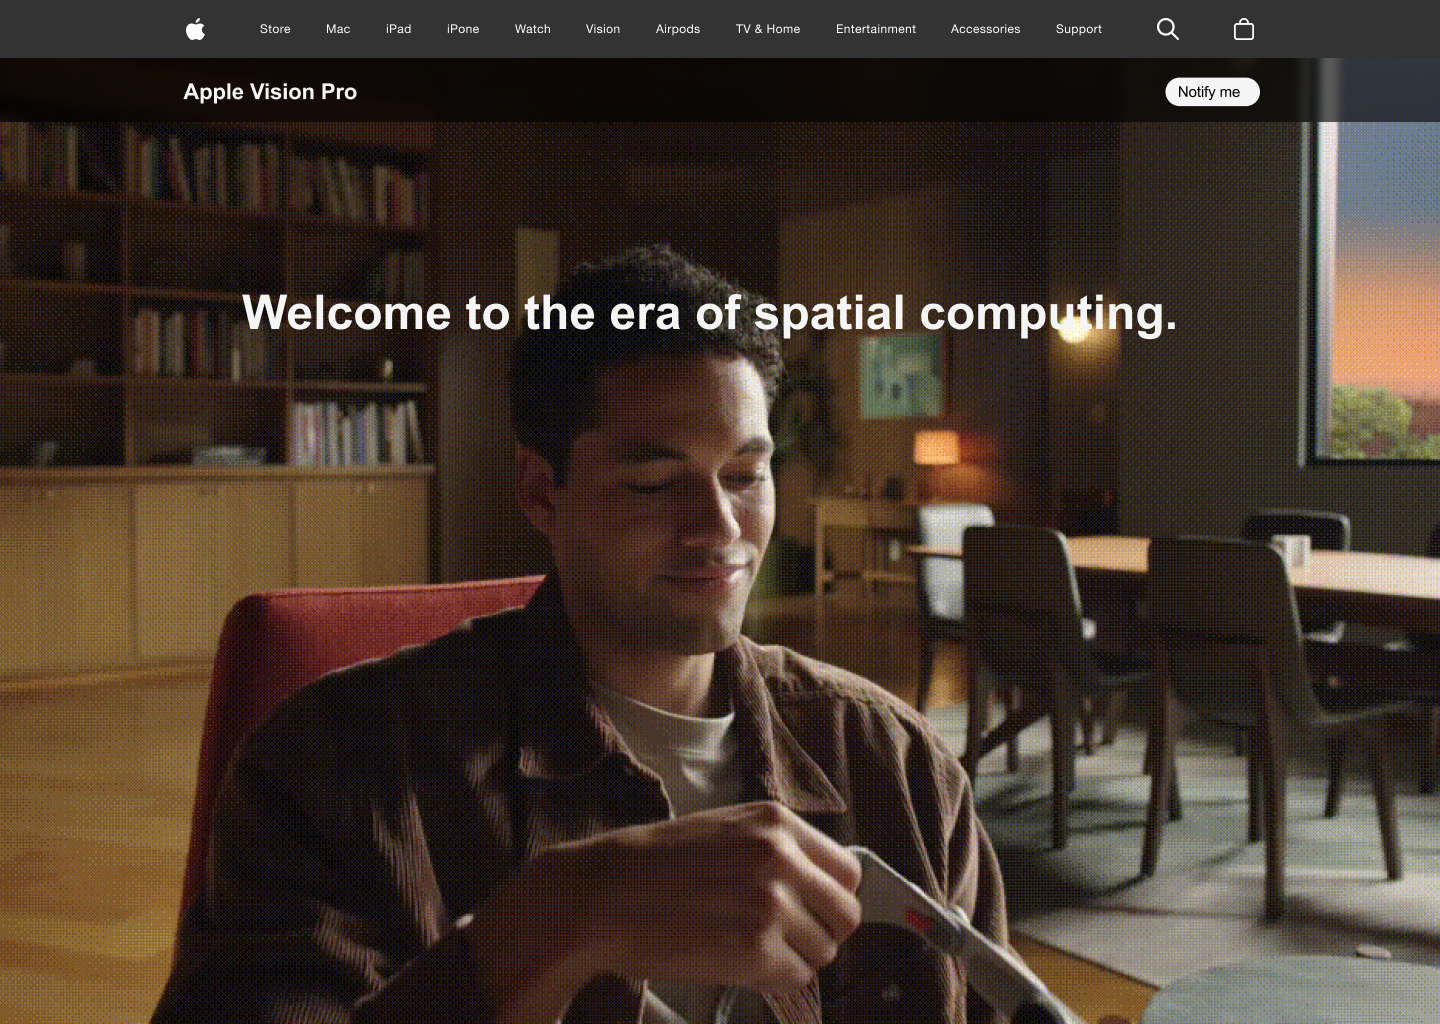 Store Mac iPad iPone Watch Vision Airpods TV & Home Entertainment Accessories Support
Apple Vision Pro Notify me
Welcome to the era of spatial computing.